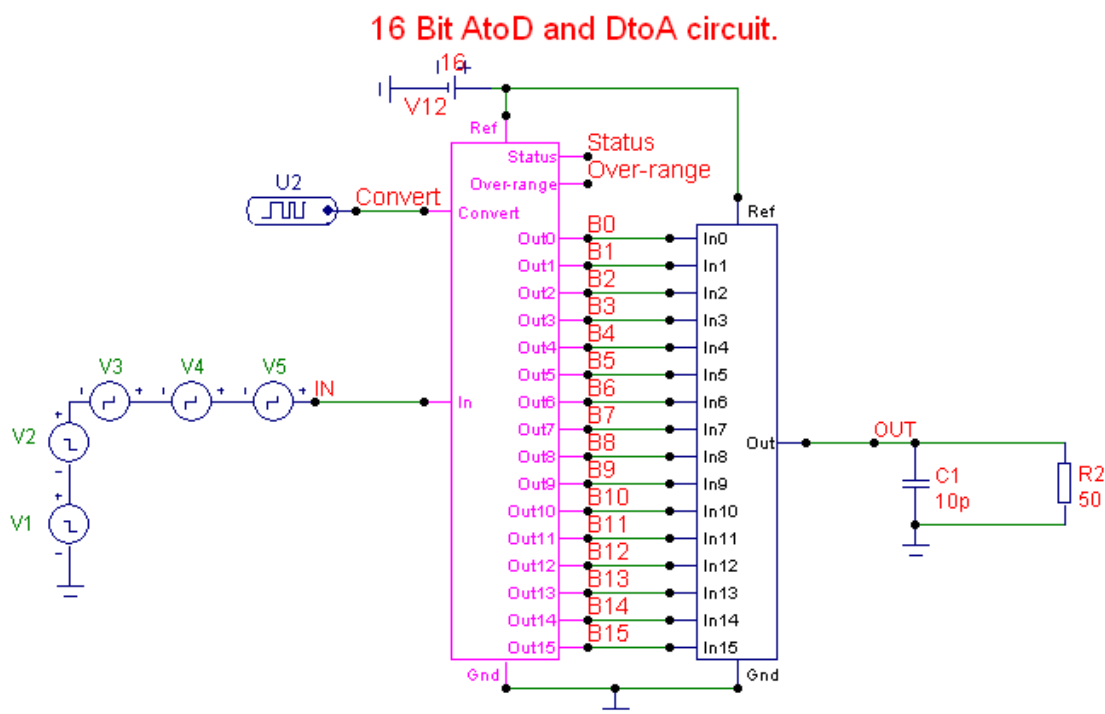 16 Bit AtoD and DtoA circuit.
16
V12
Ref
Status
Status
Over-range
Over-range
U2
Convert
Convert
Ref
Out0
B0
In0
Out1
B1
In1
Out2
B2
In2
Out3
B3
In3
Out4
B4
In4
Out5
B5
In5
V3
V4
V5
IN
In
Out6
B6
In6
Out7
B7
In7
V2
Out8
B8
In8
Out
OUT
Out9
B9
In9
C1
10p
R2
50
Out10
B10
In10
V1
Out11
B11
In11
Out12
B12
In12
Out13
B13
In13
Out14
B14
In14
Out15
B15
In15
Gnd
Gnd